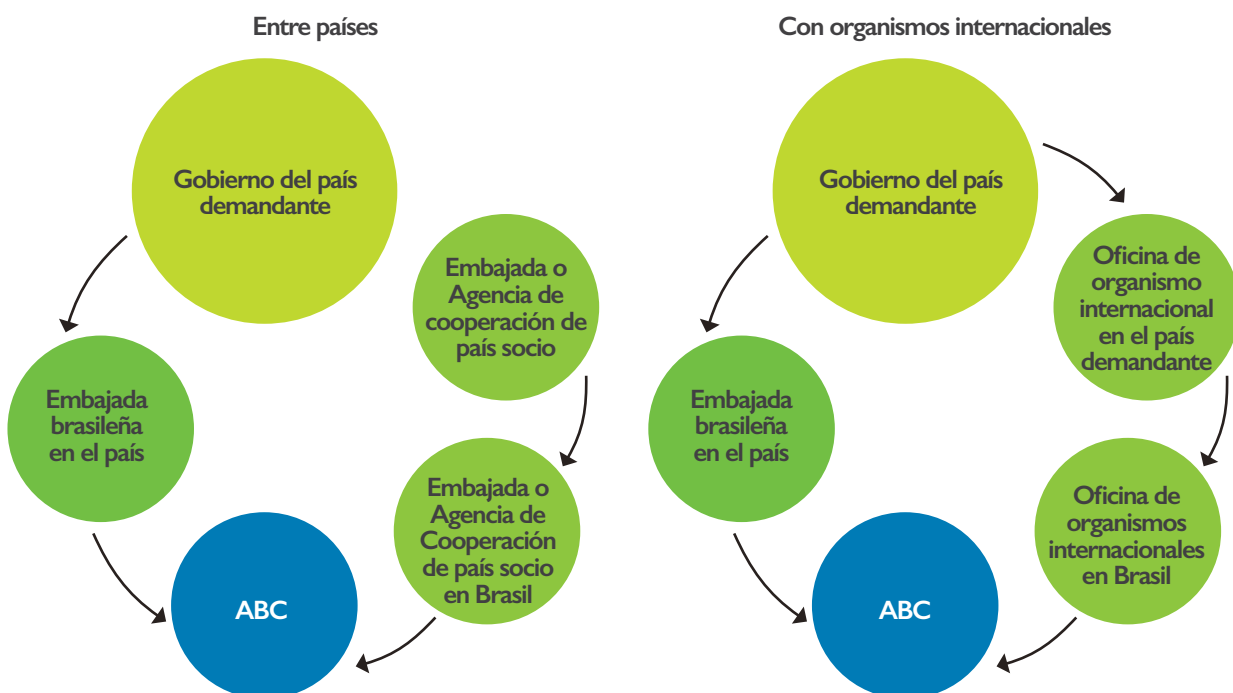 Entre países
Gobierno del país
demandante
Embajada o
Agencia de
cooperación de
país socio
Embajada
brasileña
en el país
Embajada o
Agencia de
Cooperación
de país socio
en Brasil
ABC
Con organismos internacionales
Gobierno del país
demandante
Oficina de
organismo
internacional
en el país
demandante
Embajada
brasileña
en el país
Oficina de
organismos
internacionales
en Brasil
ABC